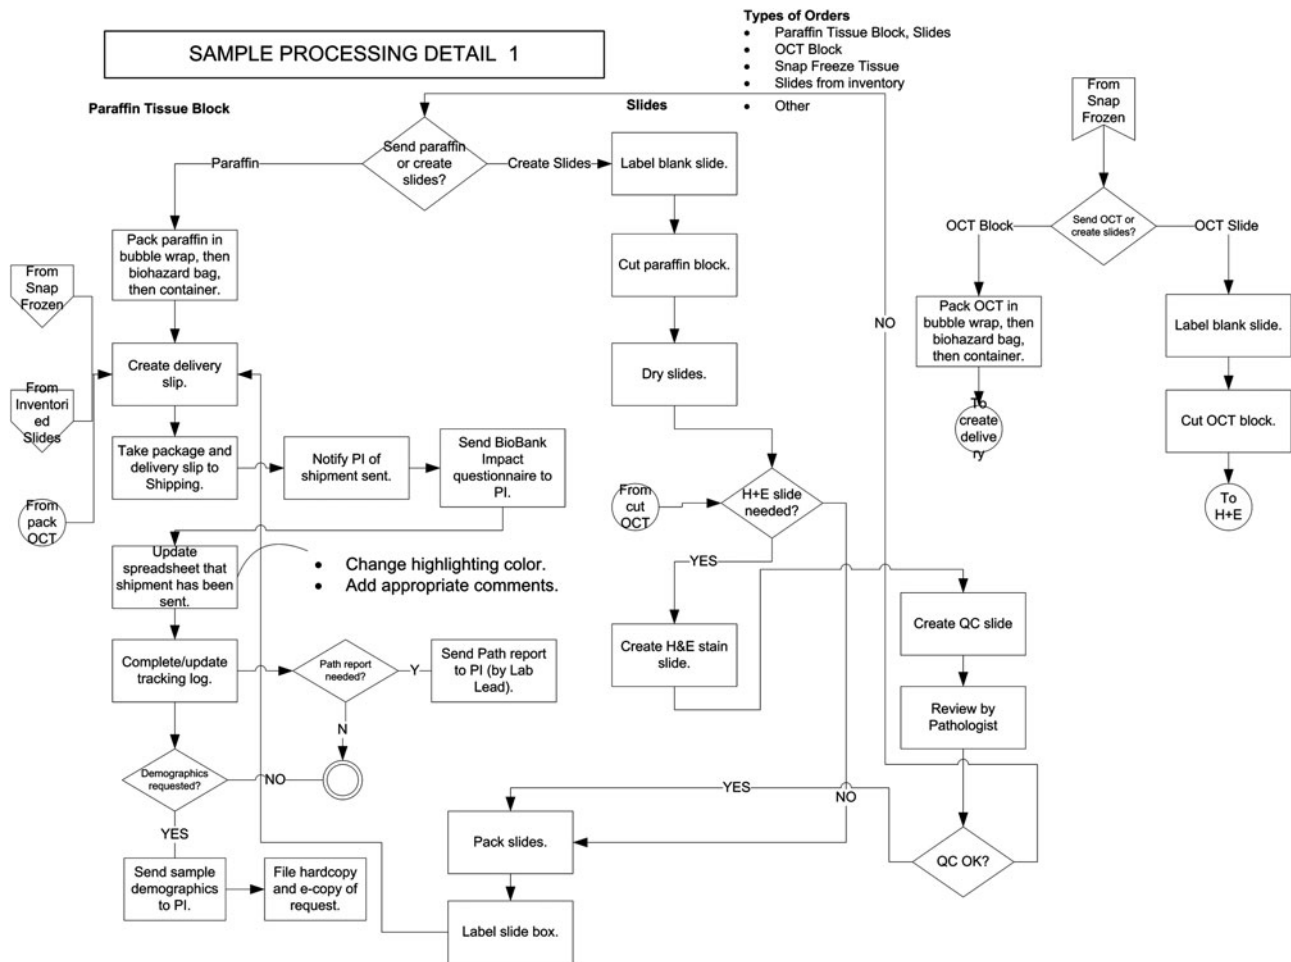 SAMPLE PROCESSING DETAIL 1
Types of Orders
• Paraffin Tissue Block, Slides
• OCT Block
• Snap Freeze Tissue
• Slides from inventory
• Other
Paraffin Tissue Block
Slides
Send paraffin
or create
slides?
Paraffin
Create Slides
Label blank slide.
Pack paraffin in
bubble wrap, then
biohazard bag,
then container.
Cut paraffin block.
From
Snap
Frozen
Create delivery
slip.
Dry slides.
From
Inventori
ed
Slides
Take package and
delivery slip to
Shipping.
Notify PI of
shipment sent.
Send BioBank
Impact
questionnaire to
PI.
From
pack
OCT
From
cut
OCT
H+E slide
needed?
YES
NO
Update
spreadsheet that
shipment has been
sent.
• Change highlighting color.
• Add appropriate comments.
Complete/update
tracking log.
Path report
needed?
Y
Send Path report
to PI (by Lab
Lead).
N
Create H&E stain
slide.
Create QC slide
Review by
Pathologist
Demographics
requested?
NO
YES
Send sample
demographics
to PI.
File hardcopy
and e-copy of
request.
YES
QC OK?
NO
Pack slides.
Label slide box.
From
Snap
Frozen
Send OCT or
create slides?
OCT Block
OCT Slide
Pack OCT in
bubble wrap, then
biohazard bag,
then container.
To
create
delive
ry
Label blank slide.
Cut OCT block.
To
H+E